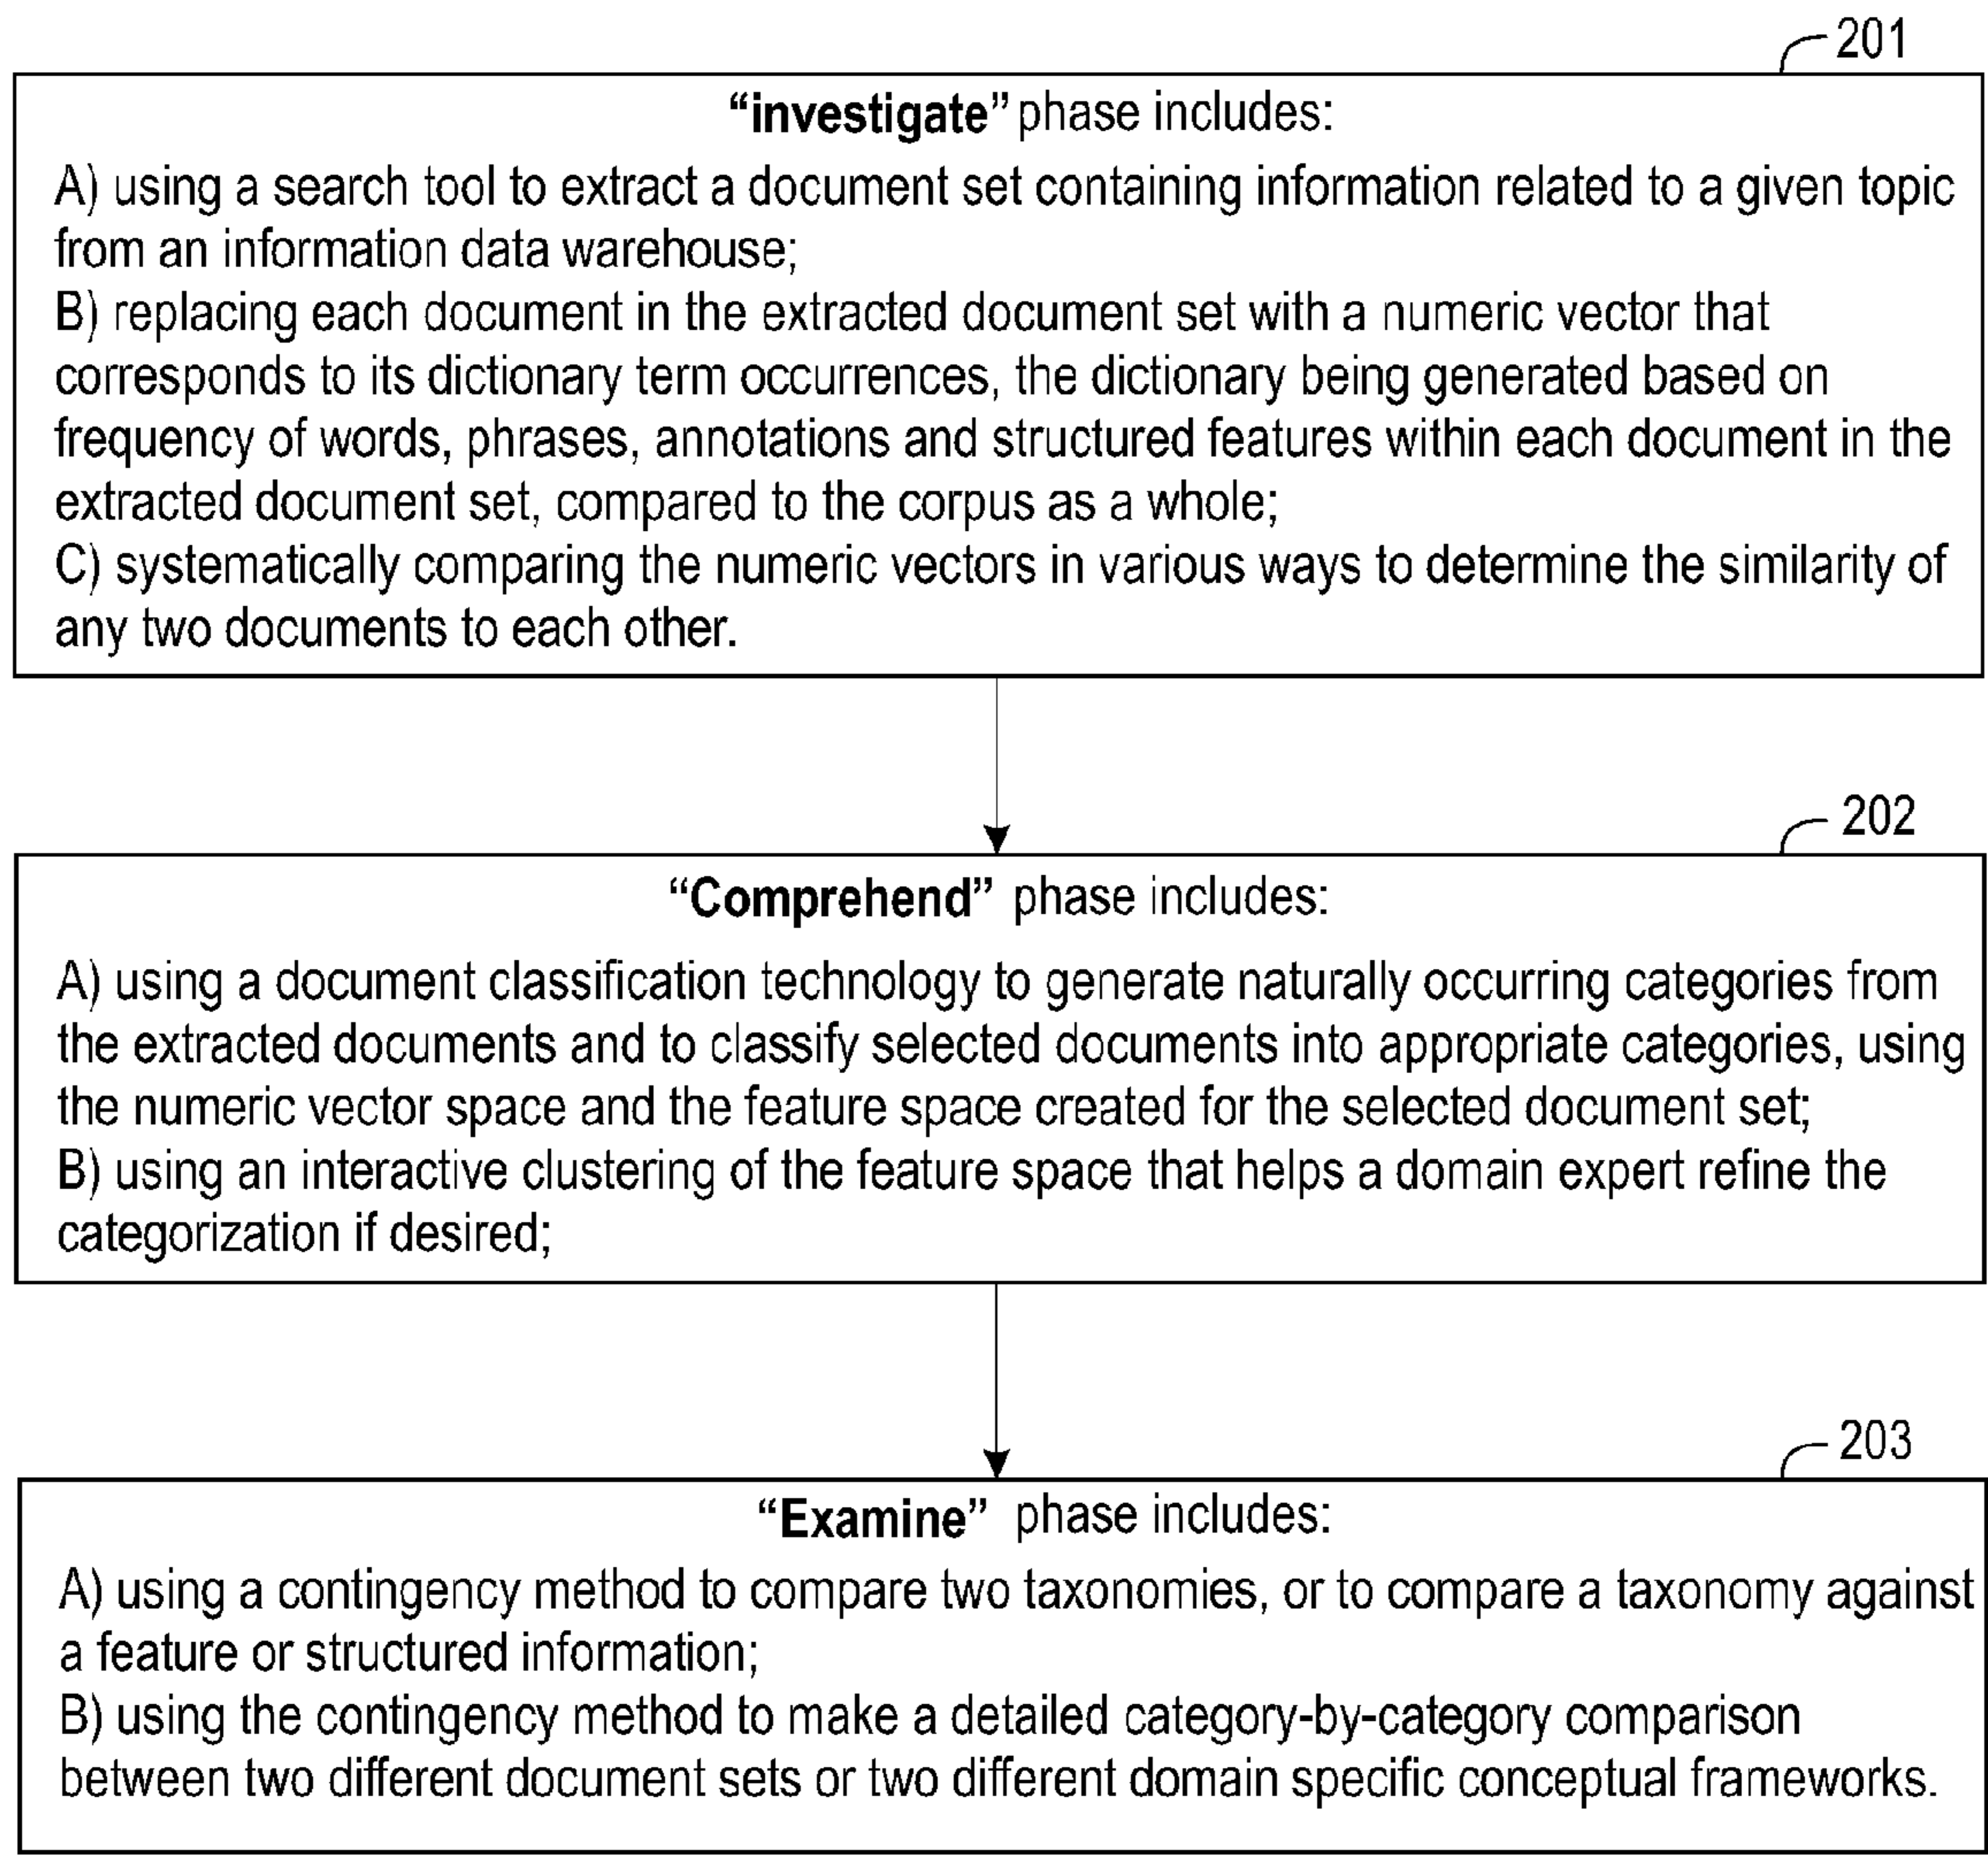 201
“investigate” phase includes:
A) using a search tool to extract a document set containing information related to a given topic
from an information data warehouse;
B) replacing each document in the extracted document set with a numeric vector that
corresponds to its dictionary term occurrences, the dictionary being generated based on
frequency of words, phrases, annotations and structured features within each document in the
extracted document set, compared to the corpus as a whole;
C) systematically comparing the numeric vectors in various ways to determine the similarity of
any two documents to each other.
202
“Comprehend” phase includes:
A) using a document classification technology to generate naturally occurring categories from
the extracted documents and to classify selected documents into appropriate categories, using
the numeric vector space and the feature space created for the selected document set;
B) using an interactive clustering of the feature space that helps a domain expert refine the
categorization if desired;
203
“Examine” phase includes:
A) using a contingency method to compare two taxonomies, or to compare a taxonomy against
a feature or structured information;
B) using the contingency method to make a detailed category-by-category comparison
between two different document sets or two different domain specific conceptual frameworks.